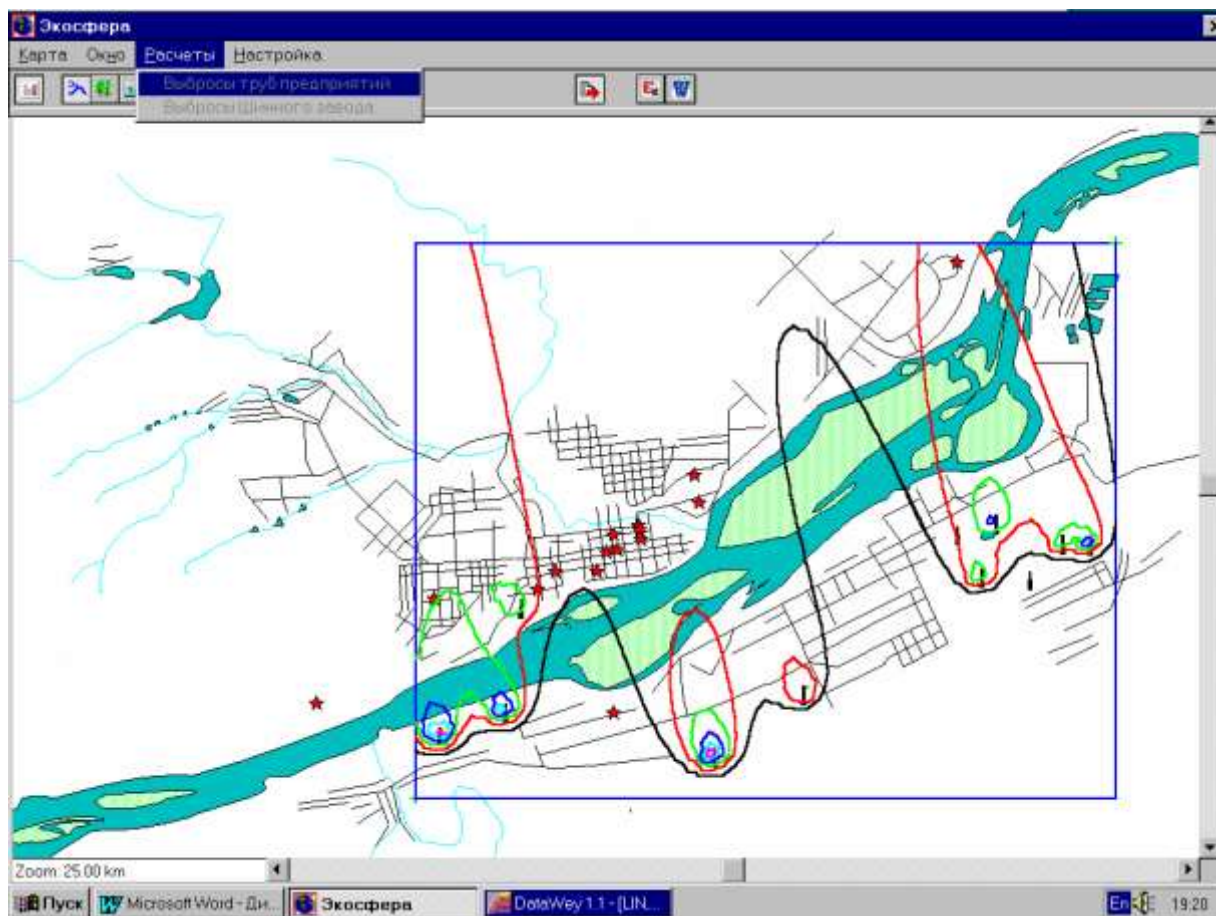 Экосфера
Карта Окно Расчеты Настройка
Выбросы труб предприятий
Выбросы Шинного завода
Zoom: 25.00 km
Пуск Microsoft Word - Ди... Экосфера DataWey 1.1 - [LIN... En 19:20